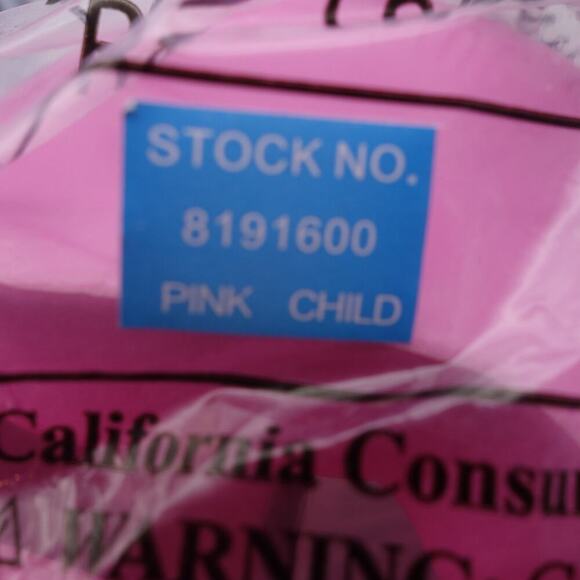 STOCK NO.
8191600
PINK CHILD
California Consu
WARNING